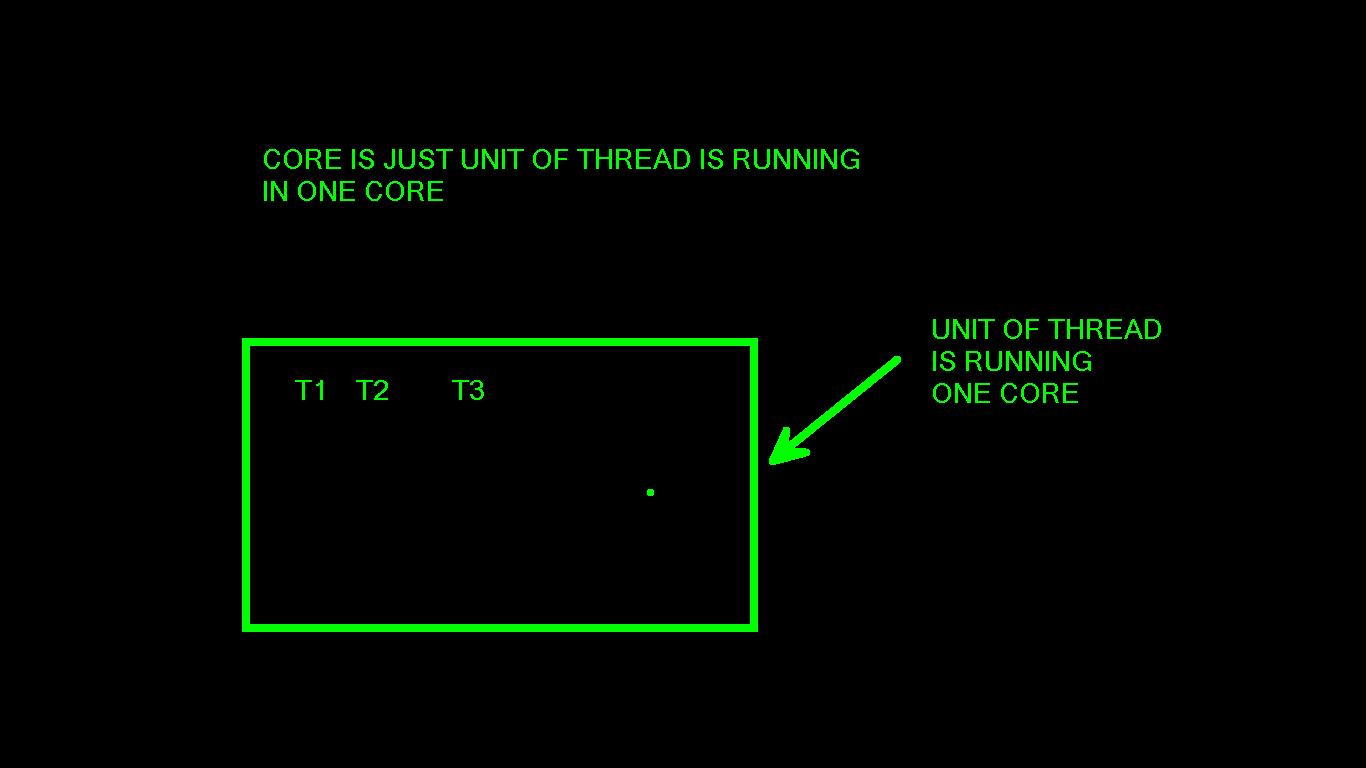 CORE IS JUST UNIT OF THREAD IS RUNNING
IN ONE CORE
UNIT OF THREAD
IS RUNNING
ONE CORE
T1 T2 T3